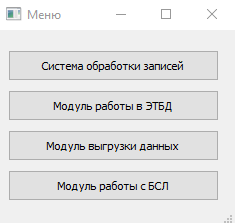 Меню
Система обработки записей
Модуль работы в ЭТБД
Модуль выгрузки данных
Модуль работы с БСЛ